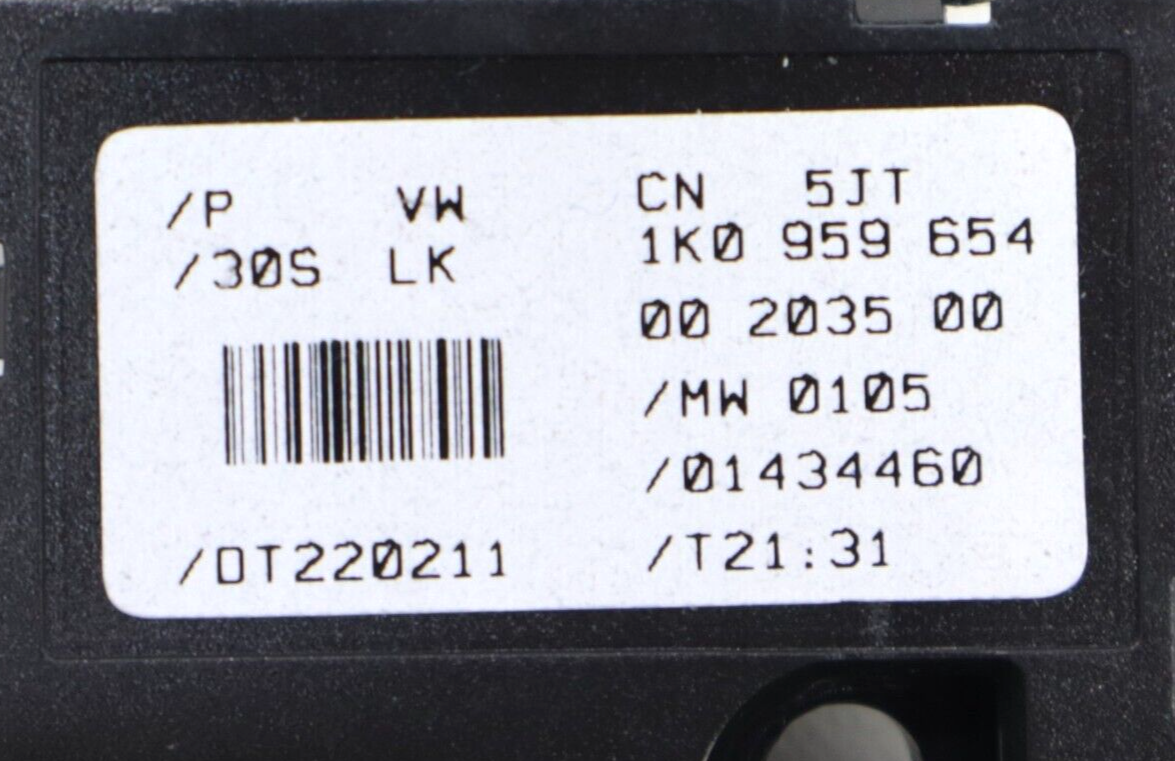 /P VW
/30S LK
/DT220211
CN 5JT
1K0 959 654
00 2035 00
/MW 0105
/01434460
/T21:31